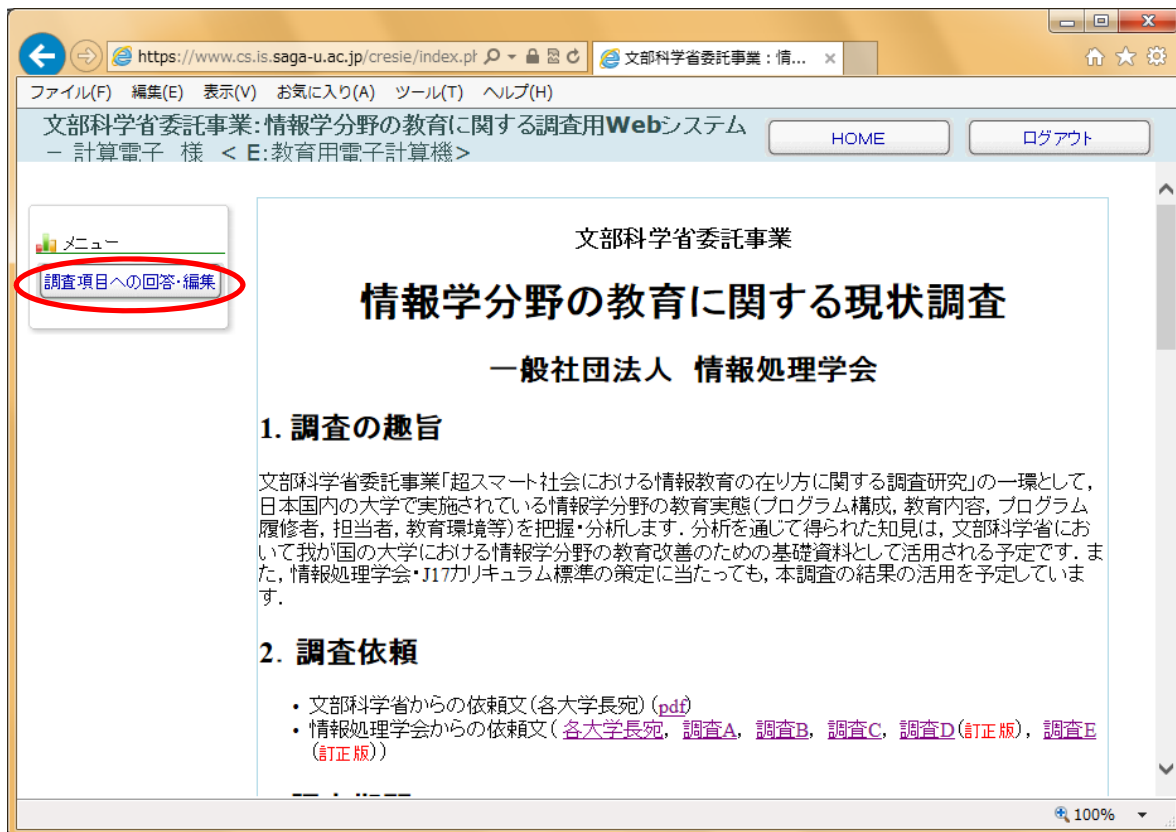 https://www.cs.is.saga-u.ac.jp/cresie/index.ph
文部科学省委託事業：情...
ファイル(F) 編集(E) 表示(V) お気に入り(A) ツール(T) ヘルプ(H)
文部科学省委託事業:情報学分野の教育に関する調査用Webシステム
− 計算電子 様 < E:教育用電子計算機>
HOME
ログアウト
メニュー
調査項目への回答・編集
文部科学省委託事業
情報学分野の教育に関する現状調査
一般社団法人 情報処理学会
1. 調査の趣旨
文部科学省委託事業「超スマート社会における情報教育の在り方に関する調査研究」の一環として,
日本国内の大学で実施されている情報学分野の教育実態(プログラム構成, 教育内容, プログラム
履修者, 担当者, 教育環境等)を把握・分析します. 分析を通じて得られた知見は, 文部科学省にお
いて我が国の大学における情報学分野の教育改善のための基礎資料として活用される予定です. ま
た, 情報処理学会・J17カリキュラム標準の策定に当たっても, 本調査の結果の活用を予定していま
す.
2. 調査依頼
• 文部科学省からの依頼文(各大学長宛) (pdf)
• 情報処理学会からの依頼文( 各大学長宛, 調査A, 調査B, 調査C, 調査D(訂正版), 調査E
(訂正版))
100%